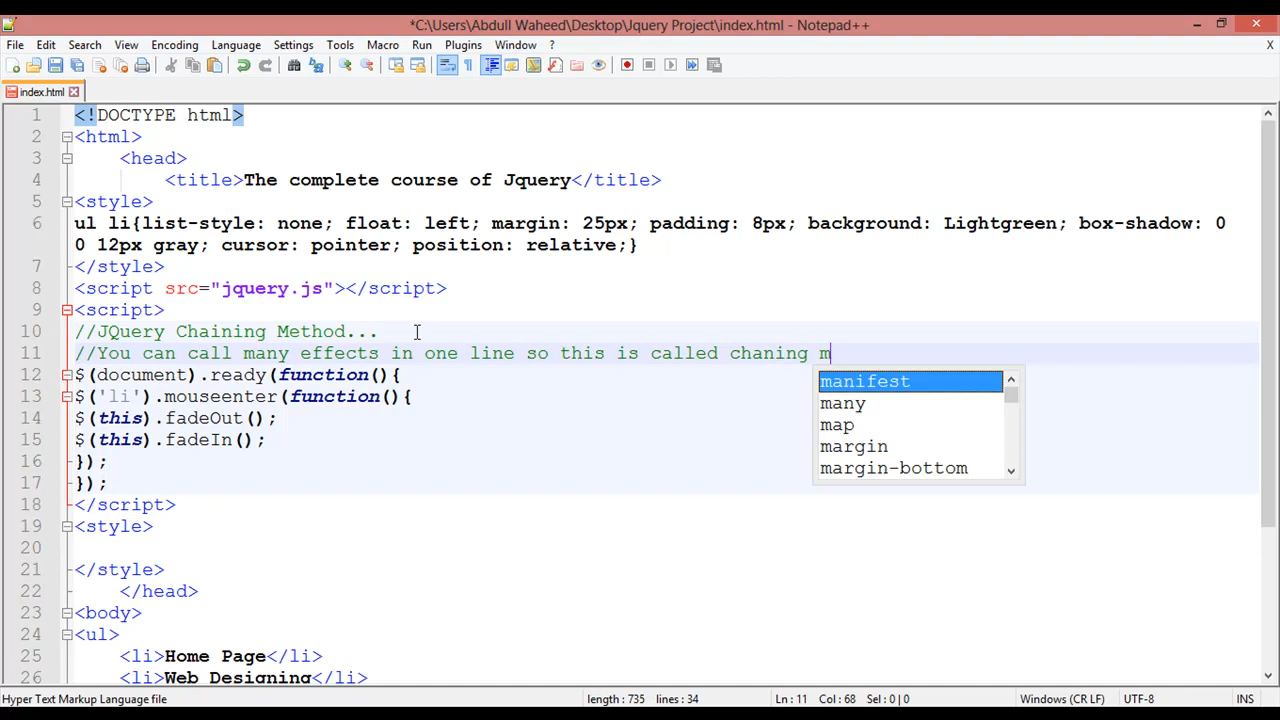 *C:\Users\Abdull Waheed\Desktop\Jquery Project\index.html - Notepad++
File Edit Search View Encoding Language Settings Tools Macro Run Plugins Window ? X
index.html
1 <!DOCTYPE html>
2 <html>
3 <head>
4 <title>The complete course of Jquery</title>
5 <style>
6 ul li{list-style: none; float: left; margin: 25px; padding: 8px; background: Lightgreen; box-shadow: 0
0 12px gray; cursor: pointer; position: relative;}
7 </style>
8 <script src="jquery.js"></script>
9 <script>
10 //JQuery Chaining Method...
11 //You can call many effects in one line so this is called chaning m
12 $(document).ready(function(){
13 $('li').mouseenter(function(){
14 $(this).fadeOut();
15 $(this).fadeIn();
16 });
17 });
18 </script>
19 <style>
20
21 </style>
22 </head>
23 <body>
24 <ul>
25 <li>Home Page</li>
26 <li>Web Designing</li>
manifest
many
map
margin
margin-bottom
Hyper Text Markup Language file length : 735 lines : 34 Ln : 11 Col : 68 Sel : 0 | 0 Windows (CR LF) UTF-8 INS